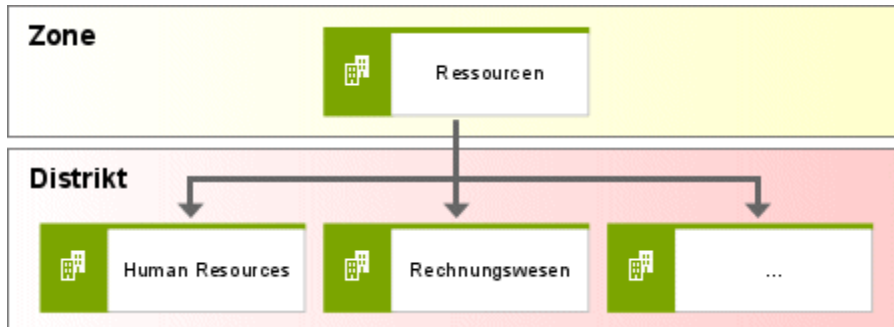 Zone
Ressourcen
Distrikt
Human Resources
Rechnungswesen
...